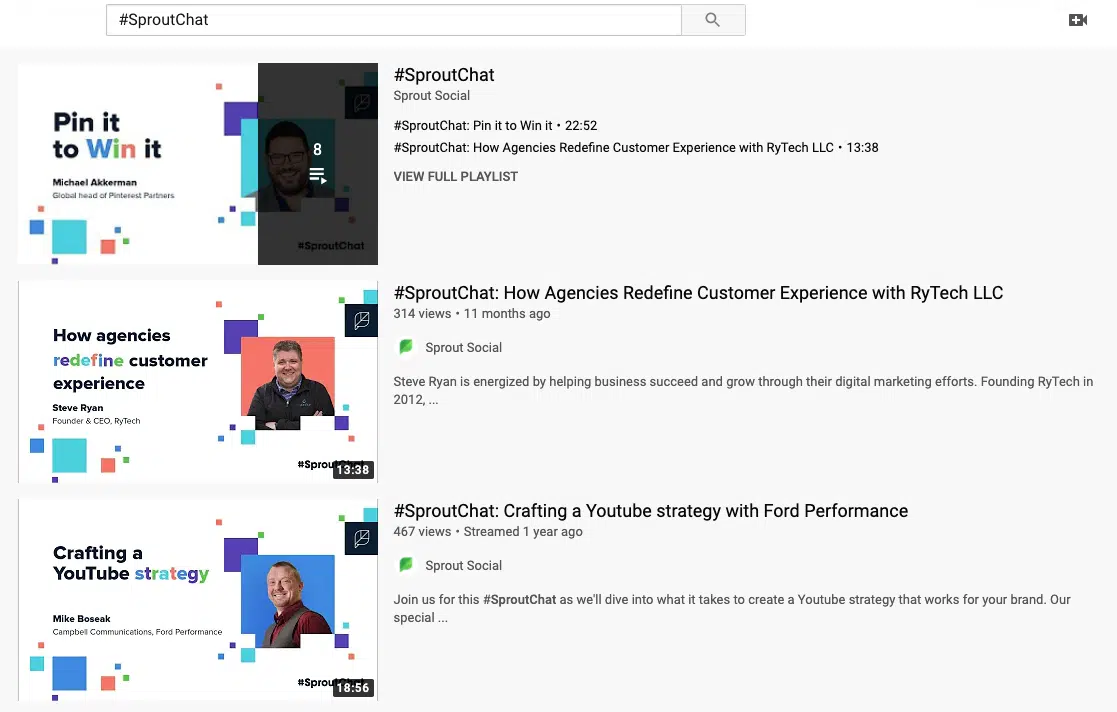 #SproutChat
Pin it
to Win it
Michael Akkerman
Global head of Pinterest Partners
8
#SproutChat
#SproutChat
Sprout Social
#SproutChat: Pin it to Win it • 22:52
#SproutChat: How Agencies Redefine Customer Experience with RyTech LLC • 13:38
VIEW FULL PLAYLIST
How agencies
redefine customer
experience
Steve Ryan
Founder & CEO, RyTech
13:38
#SproutChat: How Agencies Redefine Customer Experience with RyTech LLC
314 views • 11 months ago
Sprout Social
Steve Ryan is energized by helping business succeed and grow through their digital marketing efforts. Founding RyTech in
2012, ...
Crafting a
YouTube strategy
Mike Boseak
Campbell Communications, Ford Performance
18:56
#SproutChat: Crafting a Youtube strategy with Ford Performance
467 views • Streamed 1 year ago
Sprout Social
Join us for this #SproutChat as we'll dive into what it takes to create a Youtube strategy that works for your brand. Our
special ...